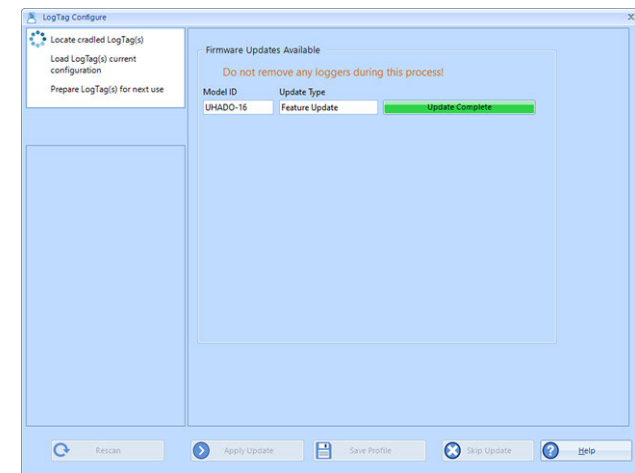 LogTag Configure
x
Locate cradled LogTag(s)
Load LogTag(s) current
configuration
Prepare LogTag(s) for next use
Firmware Updates Available
Do not remove any loggers during this process!
Model ID Update Type
UHADO-16 Feature Update Update Complete
Rescan Apply Update Save Profile Skip Update Help